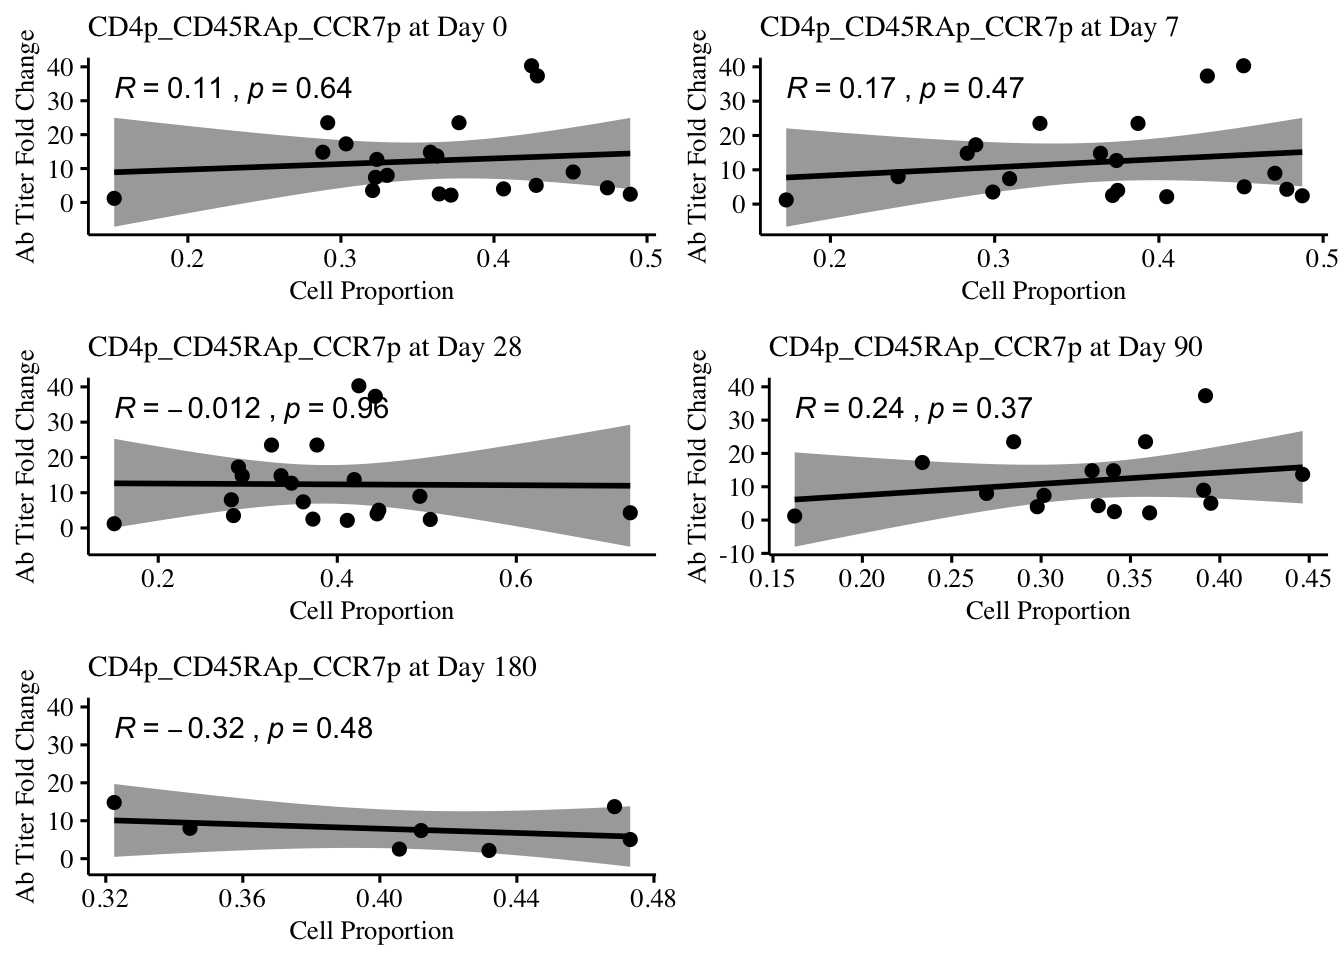 CD4p_CD45RAp_CCR7p at Day 0
Ab Titer Fold Change
40
30
20
10
0
R = 0.11 , p = 0.64
0.2 0.3 0.4 0.5
Cell Proportion
CD4p_CD45RAp_CCR7p at Day 7
Ab Titer Fold Change
40
30
20
10
0
R = 0.17 , p = 0.47
0.2 0.3 0.4 0.5
Cell Proportion
CD4p_CD45RAp_CCR7p at Day 28
Ab Titer Fold Change
40
30
20
10
0
R = −0.012 , p = 0.96
0.2 0.4 0.6
Cell Proportion
CD4p_CD45RAp_CCR7p at Day 90
Ab Titer Fold Change
40
30
20
10
0
-10
R = 0.24 , p = 0.37
0.15 0.20 0.25 0.30 0.35 0.40 0.45
Cell Proportion
CD4p_CD45RAp_CCR7p at Day 180
Ab Titer Fold Change
40
30
20
10
0
R = −0.32 , p = 0.48
0.32 0.36 0.40 0.44 0.48
Cell Proportion